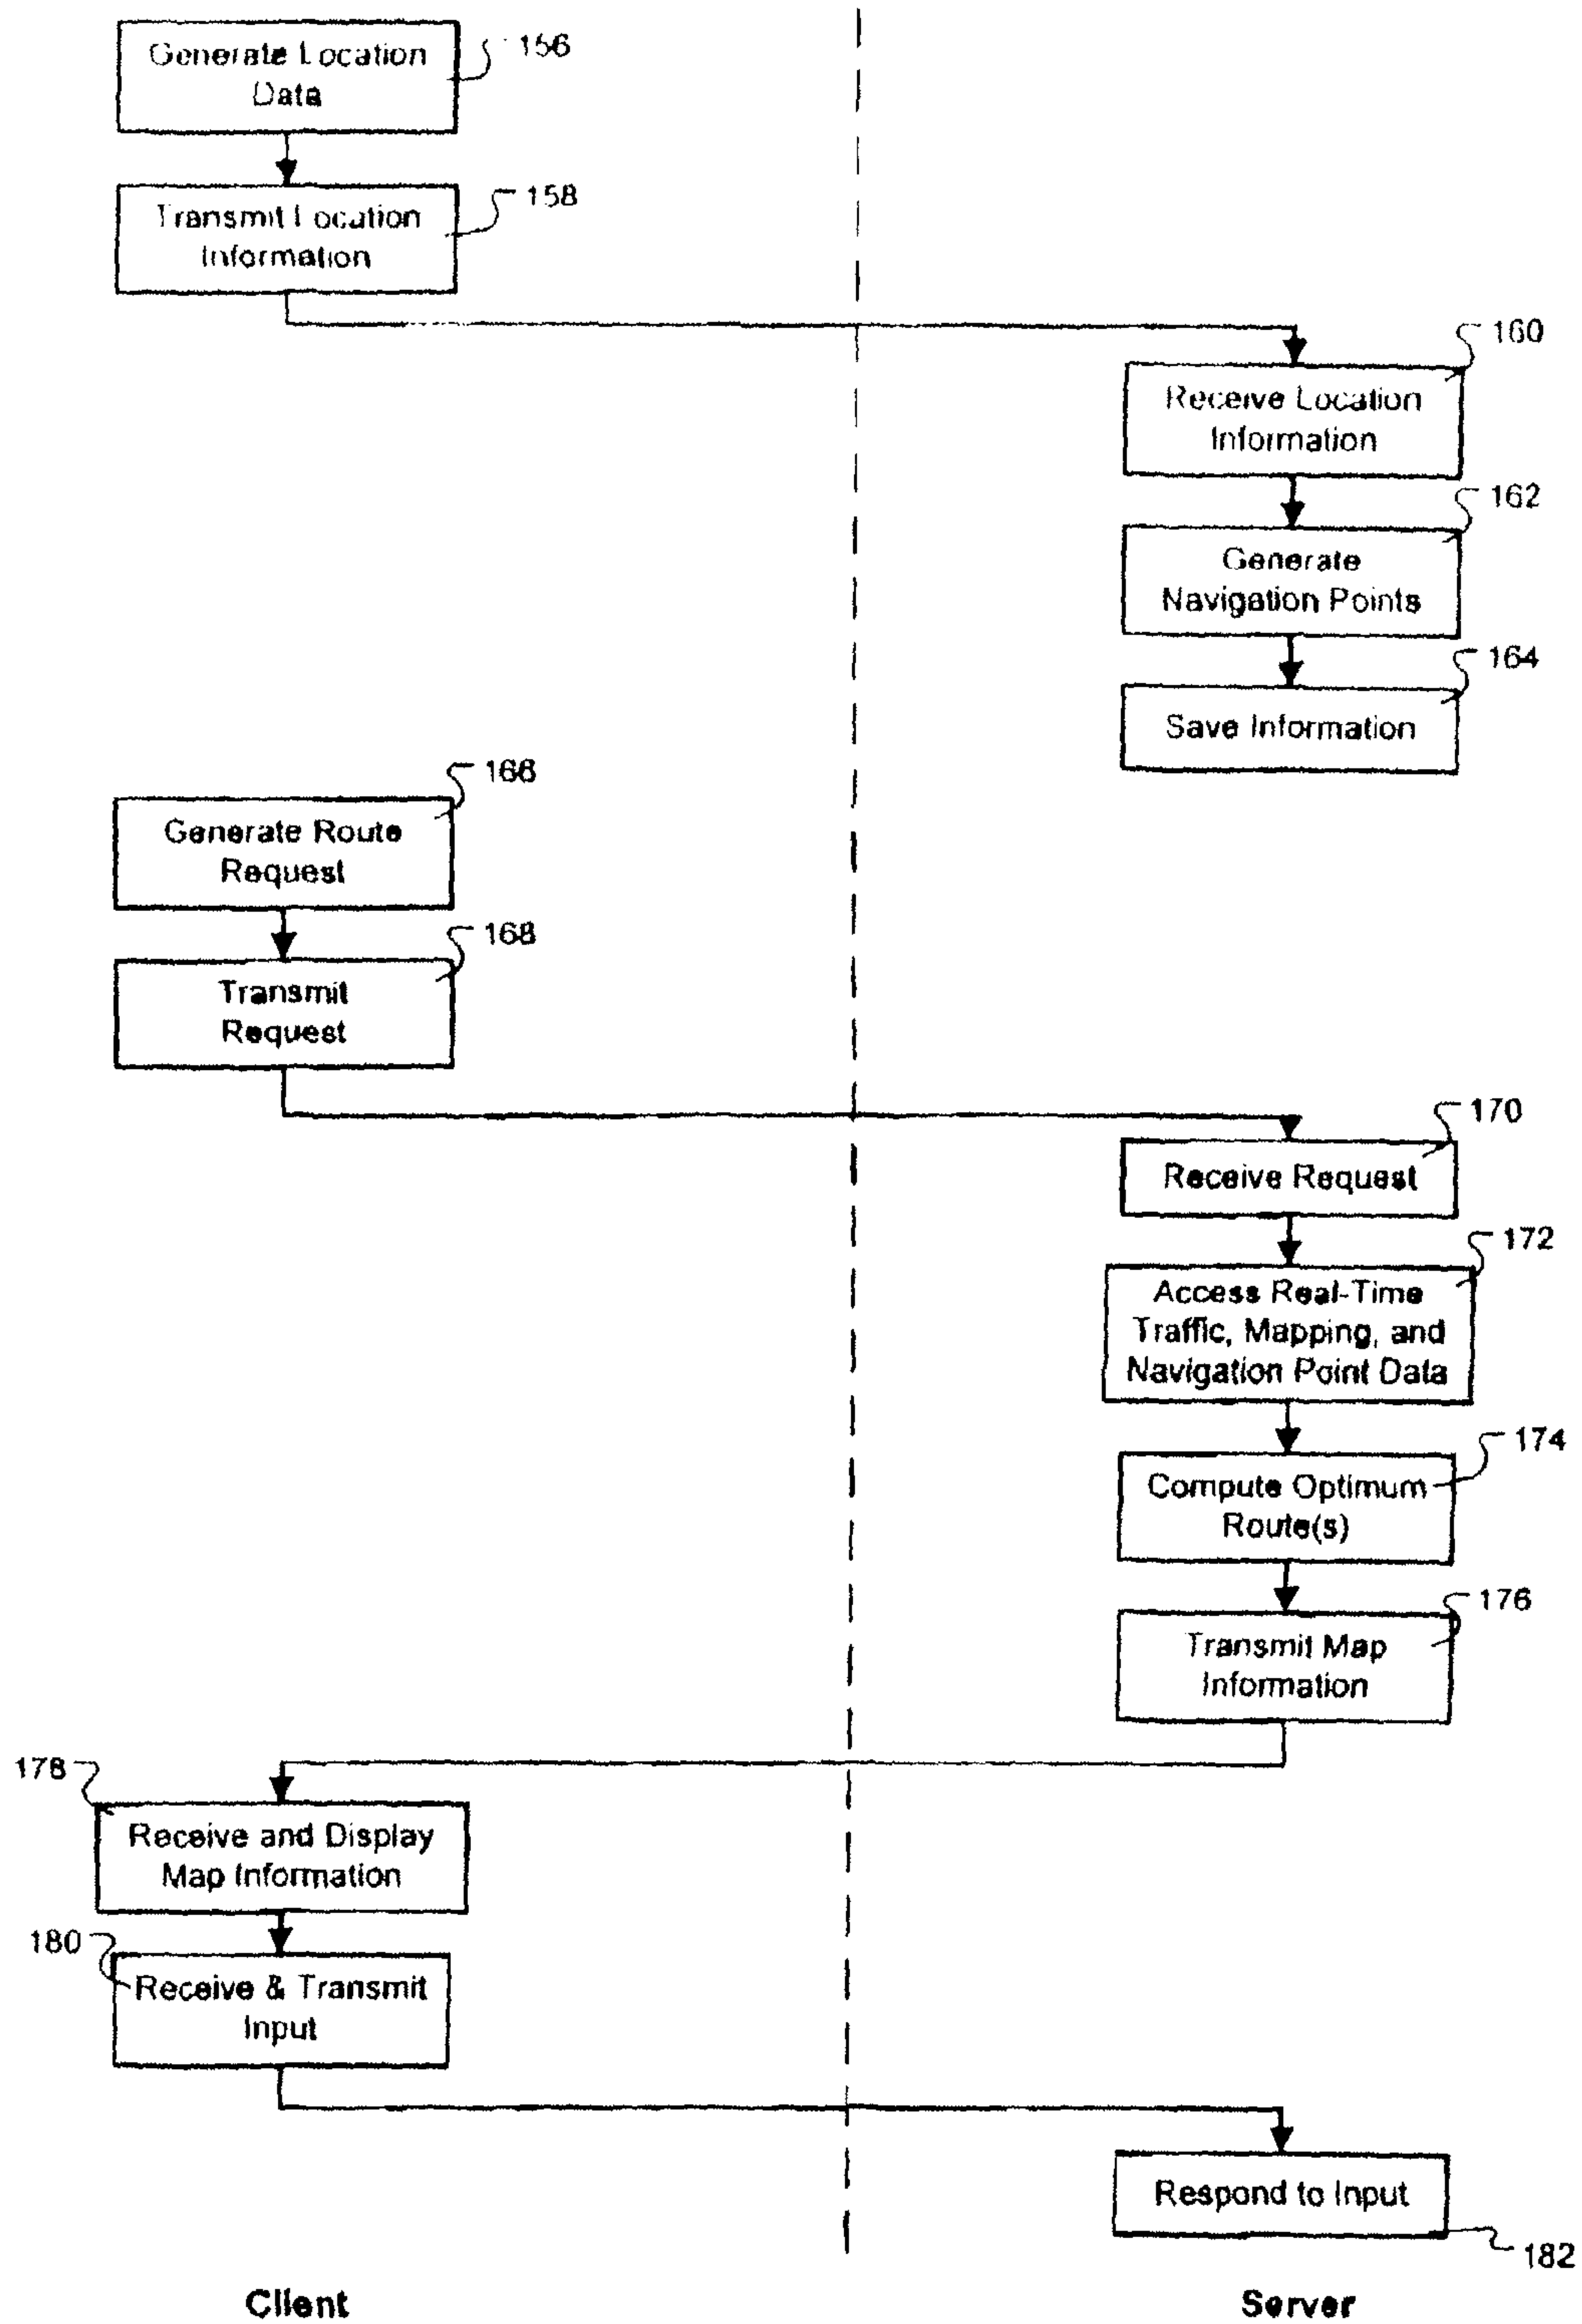 Generate Location
Data
156
Transmit Location
Information
158
160
Receive Location
Information
162
Generate
Navigation Points
164
Save Information
166
Generate Route
Request
168
Transmit
Request
170
Receive Request
172
Access Real-Time
Traffic, Mapping, and
Navigation Point Data
174
Compute Optimum
Route(s)
176
Transmit Map
Information
178
Receive and Display
Map Information
180
Receive & Transmit
Input
Respond to Input
182
Client
Server